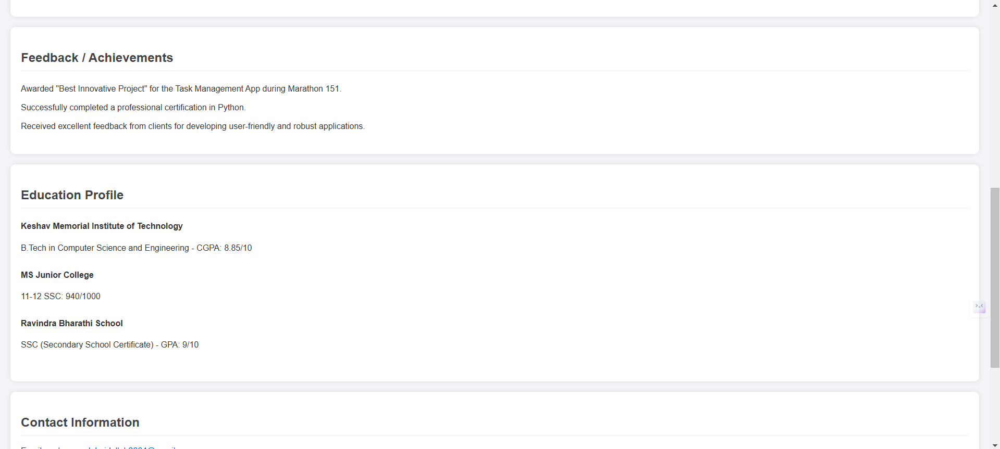 Feedback / Achievements
Awarded "Best Innovative Project" for the Task Management App during Marathon 151.
Successfully completed a professional certification in Python.
Received excellent feedback from clients for developing user-friendly and robust applications.
Education Profile
Keshav Memorial Institute of Technology
B.Tech in Computer Science and Engineering - CGPA: 8.85/10
MS Junior College
11-12 SSC: 940/1000
Ravindra Bharathi School
SSC (Secondary School Certificate) - GPA: 9/10
Contact Information